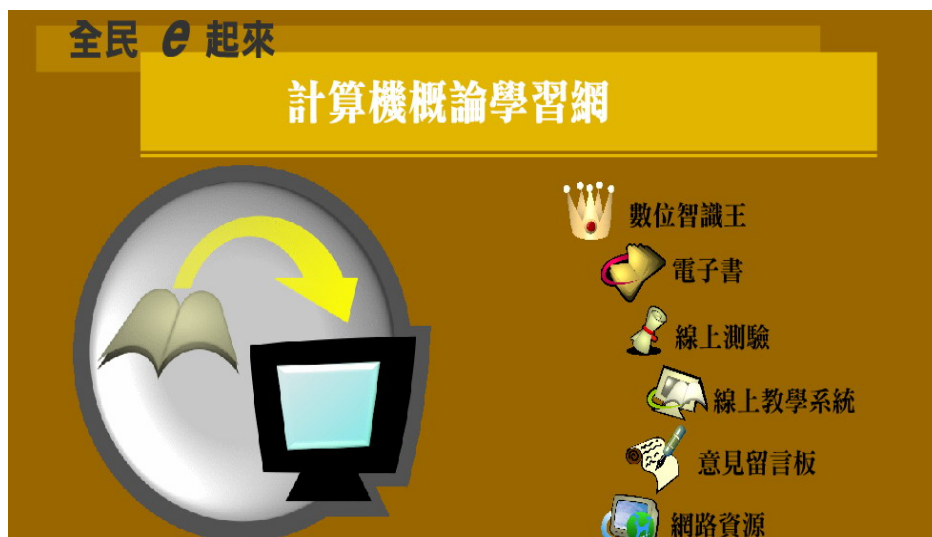 全民 e 起來
計算機概論學習網
數位智識王
電子書
線上測驗
線上教學系統
意見留言板
網路資源